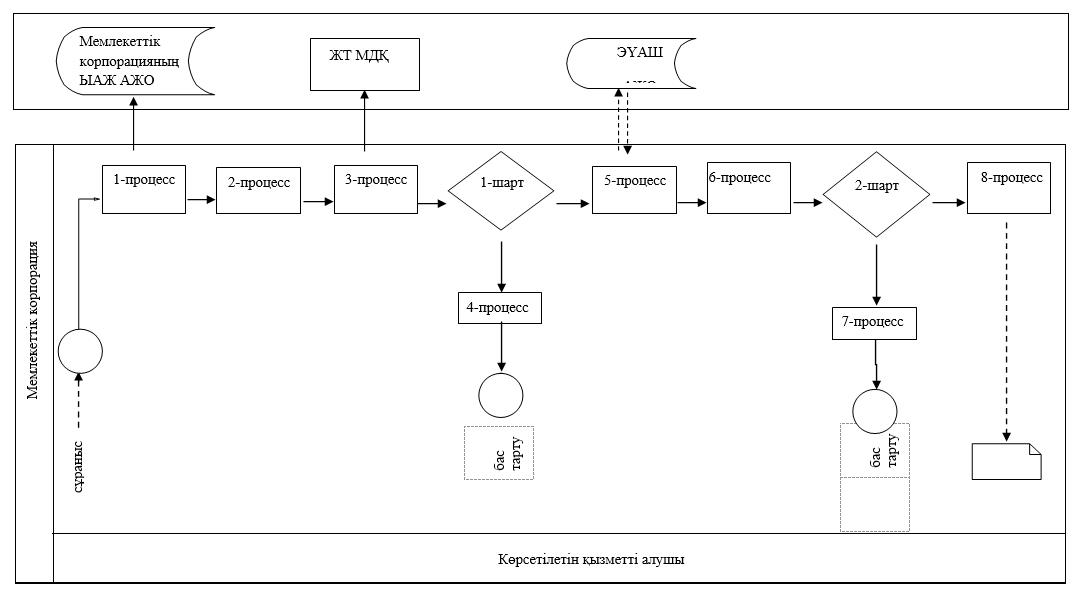 Мемлекеттік
корпорацияның
ЫАЖ АЖО
ЖТ МДҚ
ЭҮАШ
1-процесс
2-процесс
3-процесс
1-шарт
5-процесс
6-процесс
2-шарт
8-процесс
4-процесс
7-процесс
Мемлекеттік корпорация
сұраныс
бас
тарту
бас
тарту
Көрсетілетін қызметті алушы